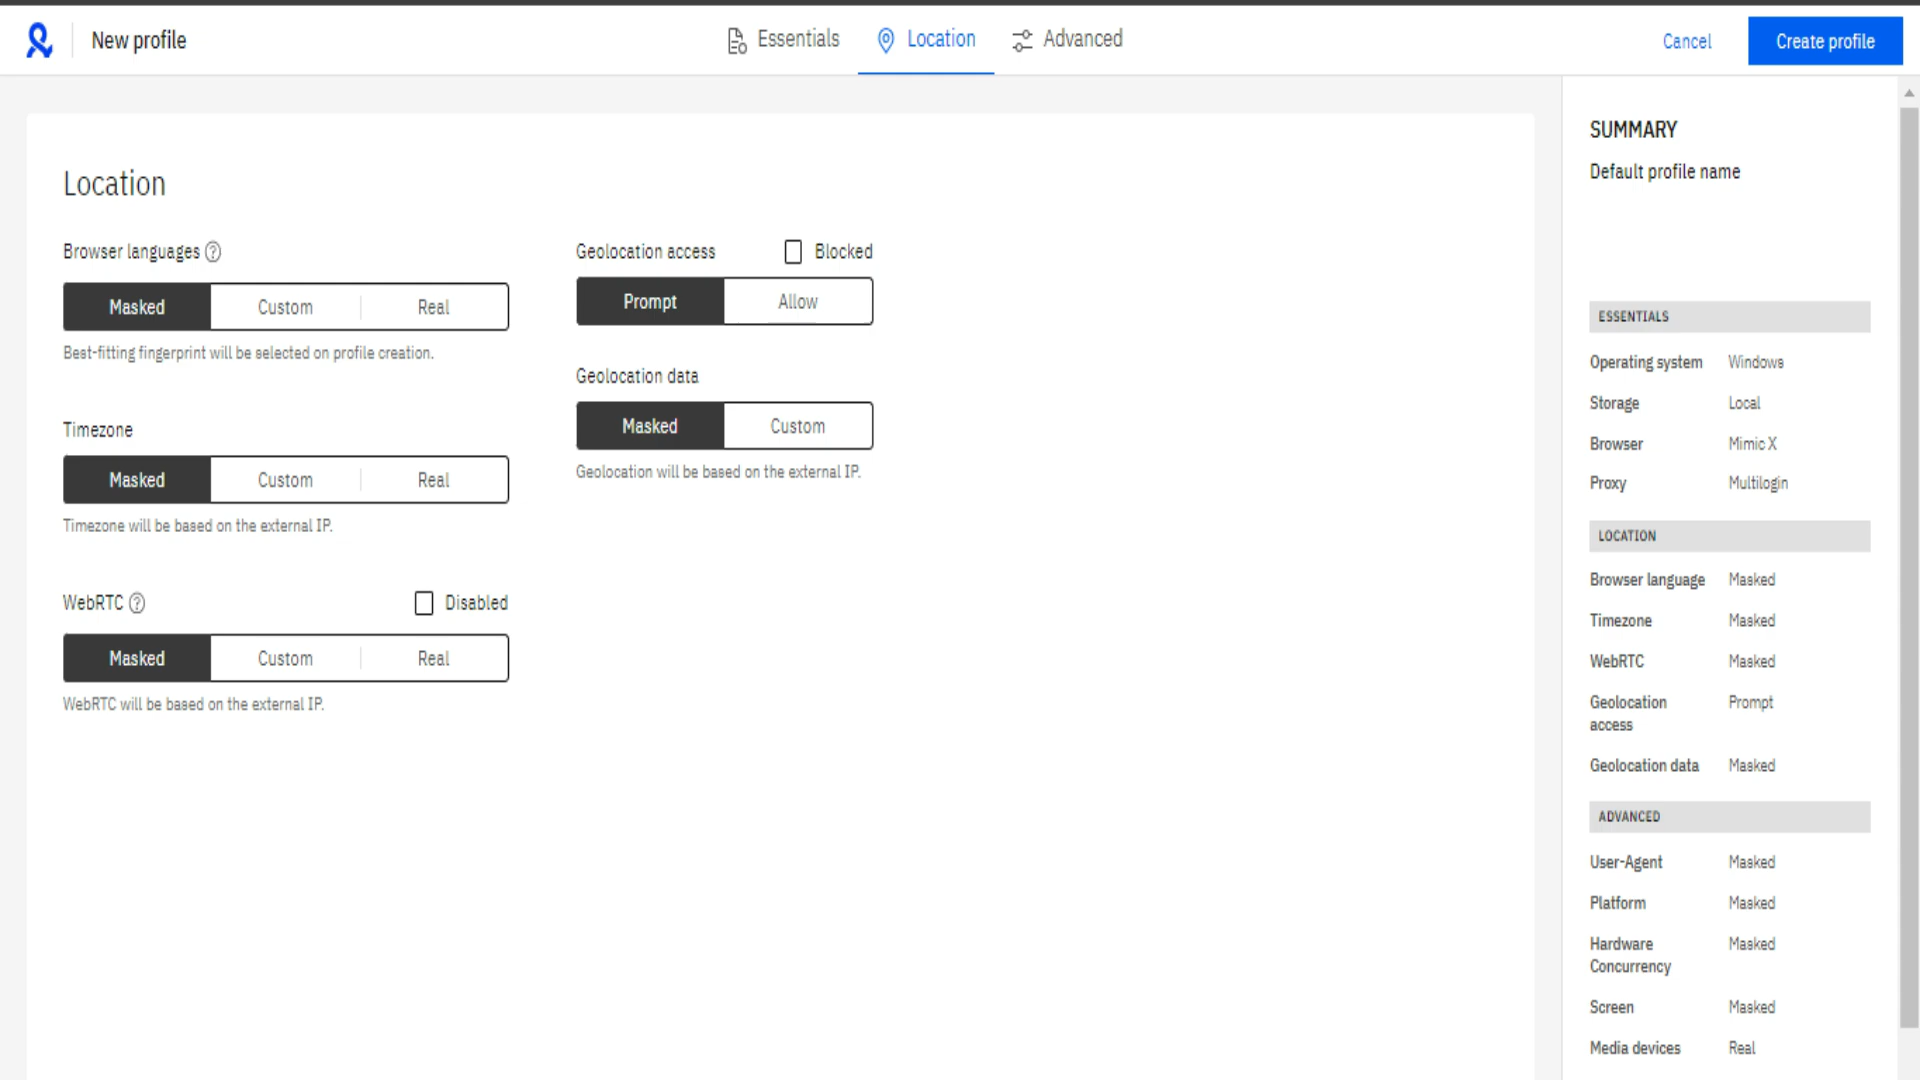 New profile
Essentials
Location
Advanced
Cancel
Create profile
Location
Browser languages
Masked Custom Real
Best-fitting fingerprint will be selected on profile creation.
Timezone
Masked Custom Real
Timezone will be based on the external IP.
WebRTC
Disabled
Masked Custom Real
WebRTC will be based on the external IP.
Geolocation access
Blocked
Prompt Allow
Geolocation data
Masked Custom
Geolocation will be based on the external IP.
SUMMARY
Default profile name
ESSENTIALS
Operating system Windows
Storage Local
Browser Mimic X
Proxy Multilogin
LOCATION
Browser language Masked
Timezone Masked
WebRTC Masked
Geolocation access Prompt
Geolocation data Masked
ADVANCED
User-Agent Masked
Platform Masked
Hardware Concurrency Masked
Screen Masked
Media devices Real